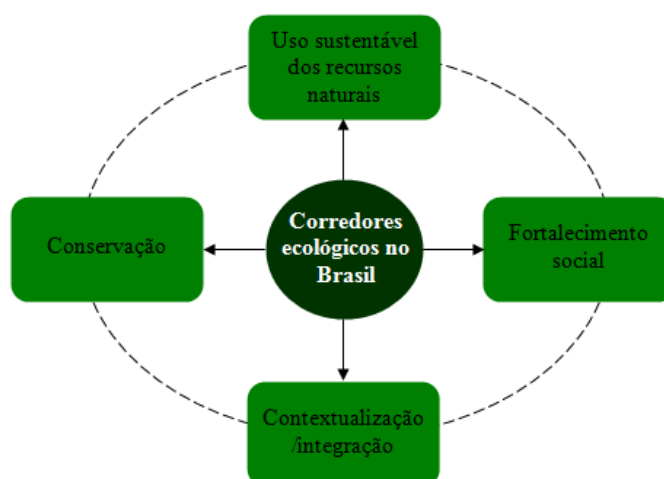 Uso sustentável
dos recursos
naturais
Conservação
Corredores
ecológicos no
Brasil
Fortalecimento
social
Contextualização
/integração